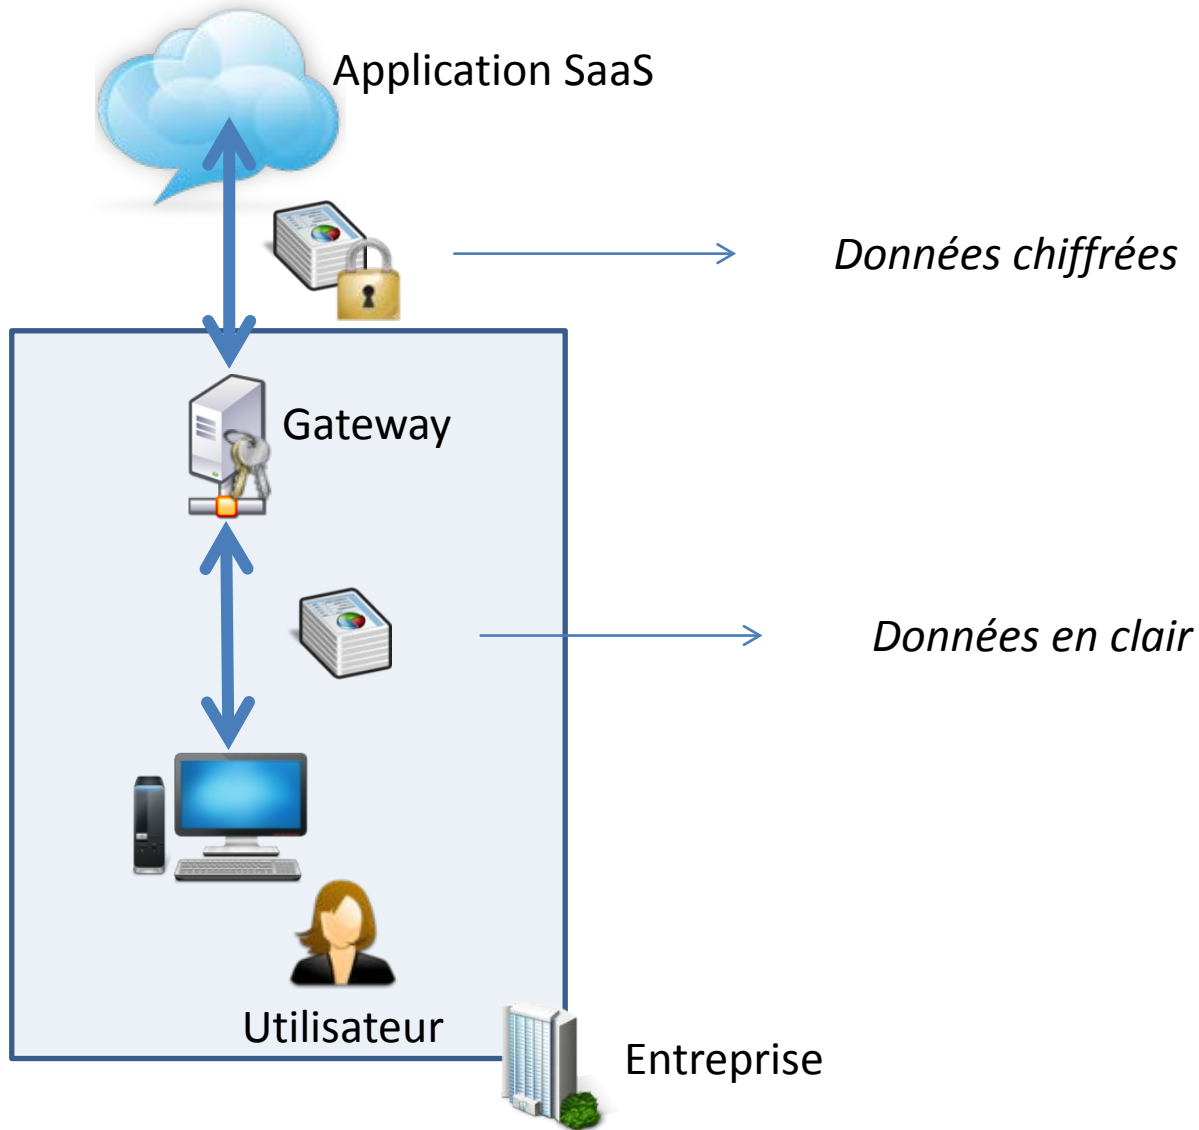 Application SaaS
Données chiffrées
Gateway
Données en clair
Utilisateur
Entreprise